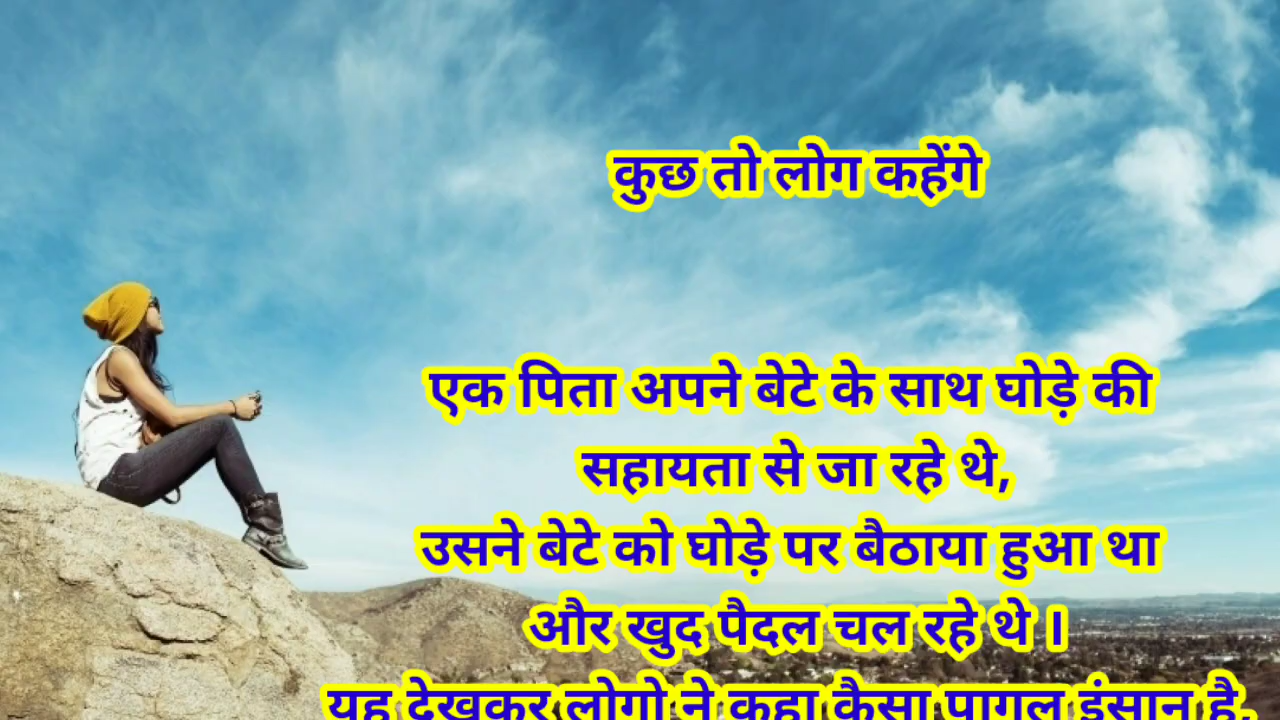 कुछ तो लोग कहेंगे
एक पिता अपने बेटे के साथ घोड़े की
सहायता से जा रहे थे,
उसने बेटे को घोड़े पर बैठाया हुआ था
और खुद पैदल चल रहे थे ।
यह देखकर लोगो ने कहा कैसा पागल इंसान है,